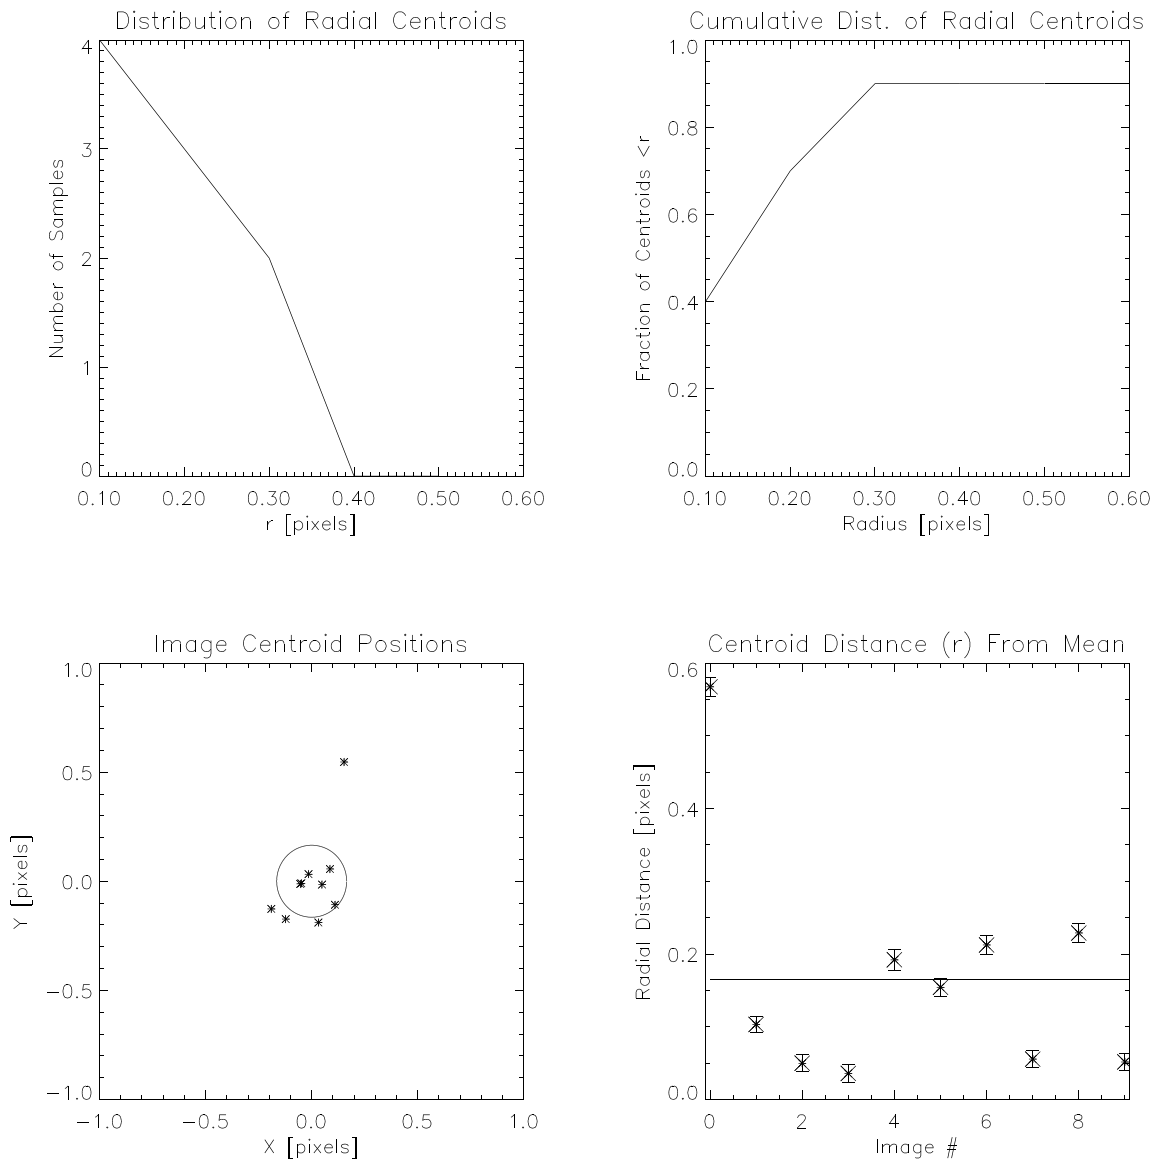 Distribution of Radial Centroids
4
3
2
1
0
Number of Samples
0.10 0.20 0.30 0.40 0.50 0.60
r [pixels]
Cumulative Dist. of Radial Centroids
1.0
0.8
0.6
0.4
0.2
0.0
Fraction of Centroids <r
0.10 0.20 0.30 0.40 0.50 0.60
Radius [pixels]
Image Centroid Positions
1.0
0.5
0.0
−0.5
−1.0
Y [pixels]
−1.0 −0.5 0.0 0.5 1.0
X [pixels]
Centroid Distance (r) From Mean
0.6
0.4
0.2
0.0
Radial Distance [pixels]
0 2 4 6 8
Image #